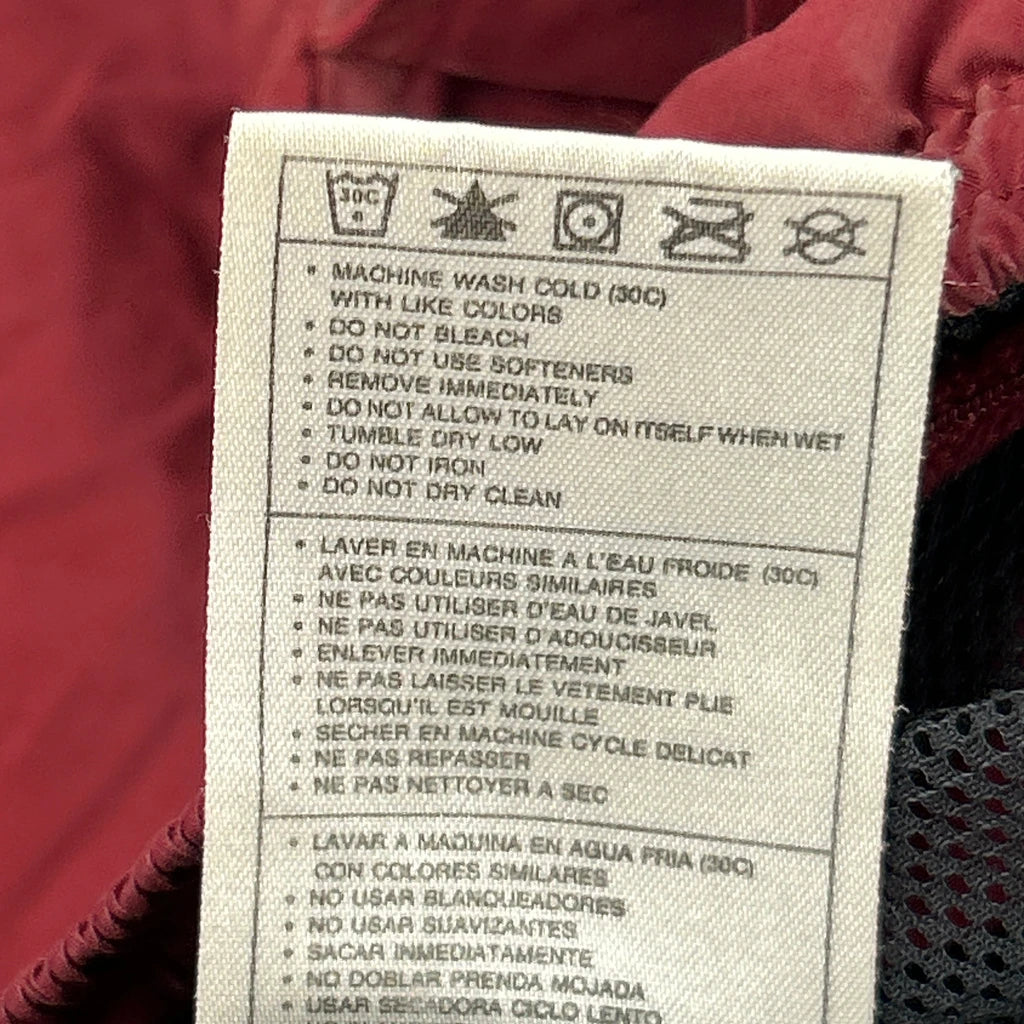 30C
• MACHINE WASH COLD (30C)
WITH LIKE COLORS
• DO NOT BLEACH
• DO NOT USE SOFTENERS
• REMOVE IMMEDIATELY
• DO NOT ALLOW TO LAY ON ITSELF WHEN WET
• TUMBLE DRY LOW
• DO NOT IRON
• DO NOT DRY CLEAN
• LAVER EN MACHINE A L'EAU FROIDE (30C)
AVEC COULEURS SIMILAIRES
• NE PAS UTILISER D'EAU DE JAVEL
• NE PAS UTILISER D'ADOUCISSEUR
• ENLEVER IMMEDIATEMENT
• NE PAS LAISSER LE VETEMENT PLIE
LORSQU'IL EST MOUILLE
• SECHER EN MACHINE CYCLE DELICAT
• NE PAS REPASSER
• NE PAS NETTOYER A SEC
• LAVAR A MAQUINA EN AGUA FRIA (30C)
CON COLORES SIMILARES
• NO USAR BLANQUEADORES
• NO USAR SUAVIZANTES
• SACAR INMEDIATAMENTE
• NO DOBLAR PRENDA MOJADA
• USAR SECADORA CICLO LENTO